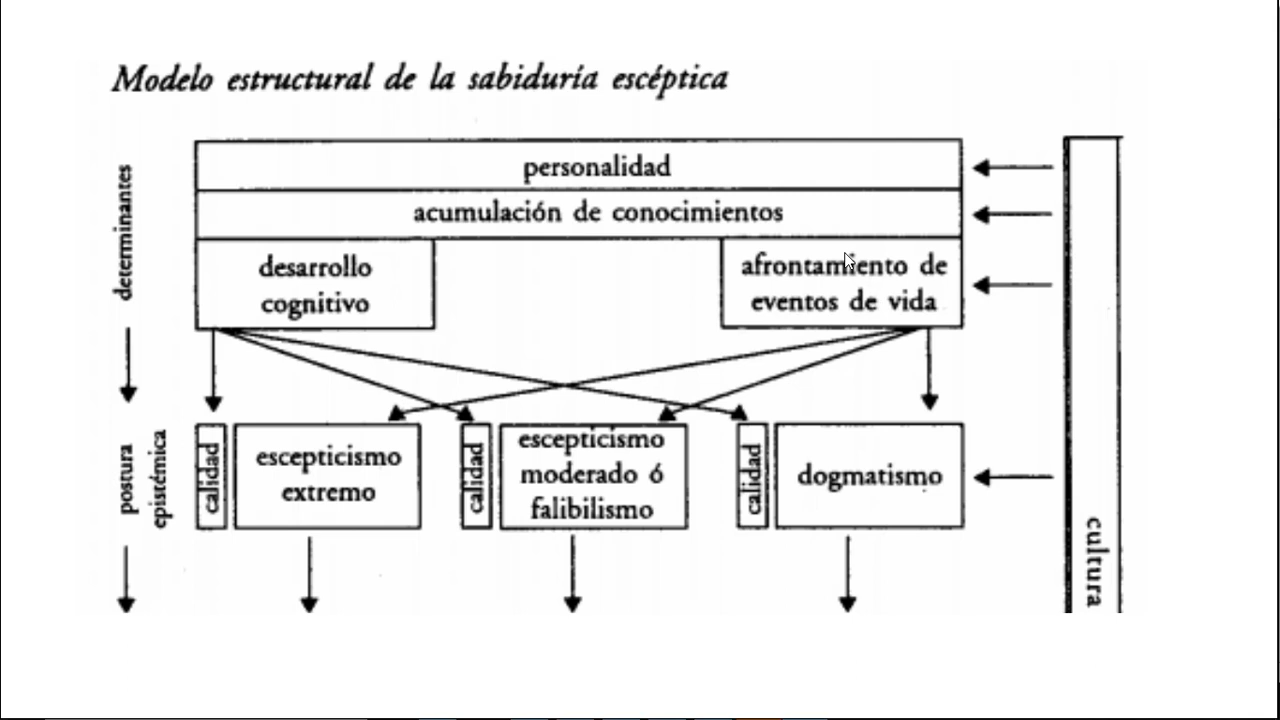 Modelo estructural de la sabiduría escéptica
determinantes
personalidad
acumulación de conocimientos
desarrollo
cognitivo
afrontamiento de
eventos de vida
postura
epistémica
calidad
escepticismo
extremo
calidad
escepticismo
moderado ó
falibilismo
calidad
dogmatismo
cultura